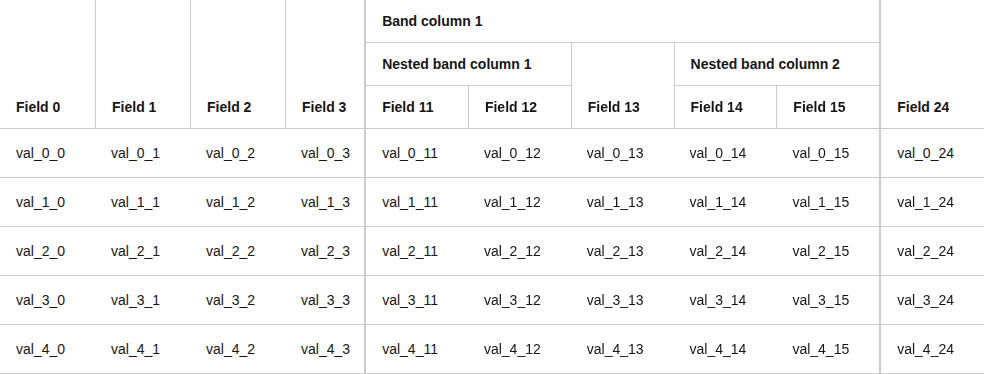 Band column 1
Nested band column 1 Nested band column 2
Field 0 Field 1 Field 2 Field 3 Field 11 Field 12 Field 13 Field 14 Field 15 Field 24
val_0_0 val_0_1 val_0_2 val_0_3 val_0_11 val_0_12 val_0_13 val_0_14 val_0_15 val_0_24
val_1_0 val_1_1 val_1_2 val_1_3 val_1_11 val_1_12 val_1_13 val_1_14 val_1_15 val_1_24
val_2_0 val_2_1 val_2_2 val_2_3 val_2_11 val_2_12 val_2_13 val_2_14 val_2_15 val_2_24
val_3_0 val_3_1 val_3_2 val_3_3 val_3_11 val_3_12 val_3_13 val_3_14 val_3_15 val_3_24
val_4_0 val_4_1 val_4_2 val_4_3 val_4_11 val_4_12 val_4_13 val_4_14 val_4_15 val_4_24